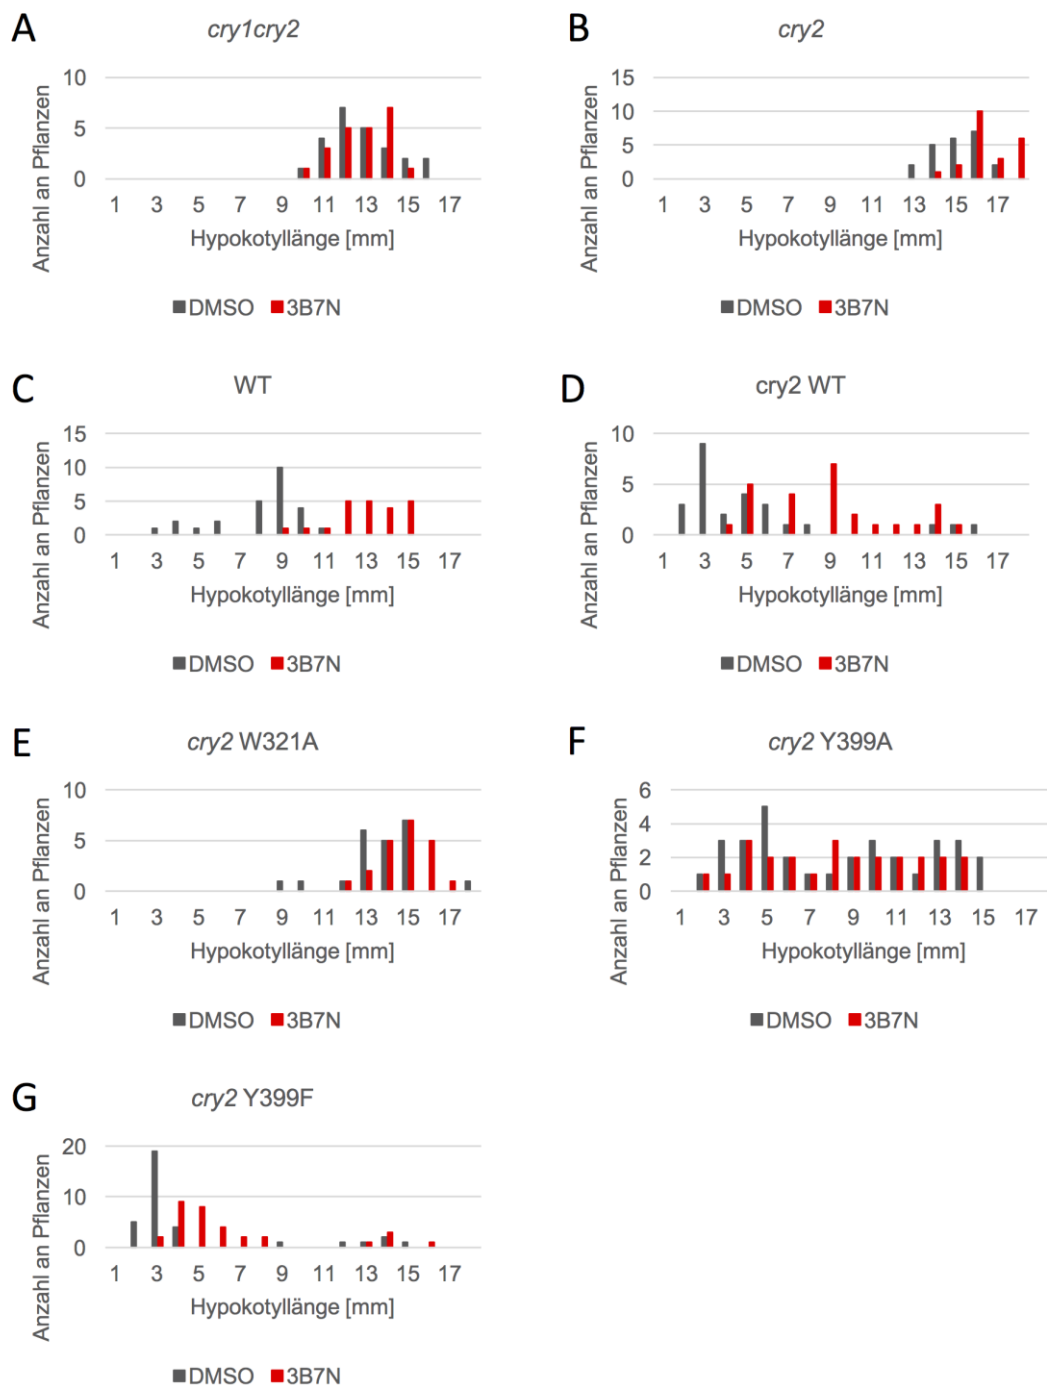 A
cry1cry2
Anzahl an Pflanzen
10
5
0
1 3 5 7 9 11 13 15 17
Hypokotyllänge [mm]
DMSO 3B7N
B
cry2
Anzahl an Pflanzen
15
10
5
0
1 3 5 7 9 11 13 15 17
Hypokotyllänge [mm]
DMSO 3B7N
C
WT
Anzahl an Pflanzen
15
10
5
0
1 3 5 7 9 11 13 15 17
Hypokotyllänge [mm]
DMSO 3B7N
D
cry2 WT
Anzahl an Pflanzen
10
5
0
1 3 5 7 9 11 13 15 17
Hypokotyllänge [mm]
DMSO 3B7N
E
cry2 W321A
Anzahl an Pflanzen
10
5
0
1 3 5 7 9 11 13 15 17
Hypokotyllänge [mm]
DMSO 3B7N
F
cry2 Y399A
Anzahl an Pflanzen
6
4
2
0
1 3 5 7 9 11 13 15 17
Hypokotyllänge [mm]
DMSO 3B7N
G
cry2 Y399F
Anzahl an Pflanzen
20
10
0
1 3 5 7 9 11 13 15 17
Hypokotyllänge [mm]
DMSO 3B7N